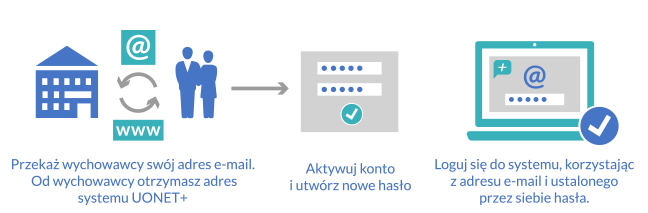 @
www
Przekaż wychowawcy swój adres e-mail.
Od wychowawcy otrzymasz adres
systemu UONET+
Aktywuj konto
i utwórz nowe hasło
@
Loguj się do systemu, korzystając
z adresu e-mail i ustalonego
przez siebie hasła.